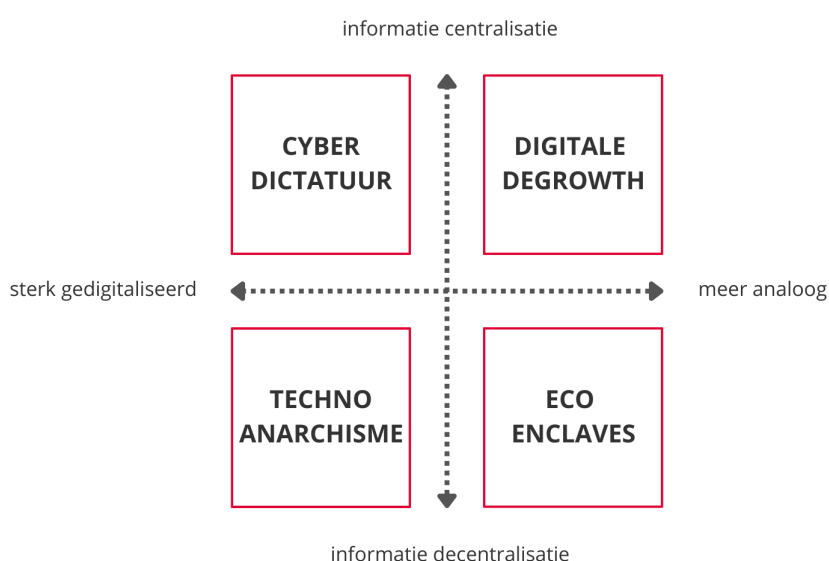 informatie centralisatie
CYBER
DICTATUUR
DIGITALE
DEGROWTH
sterk gedigitaliseerd
meer analoog
TECHNO
ANARCHISME
ECO
ENCLAVES
informatie decentralisatie